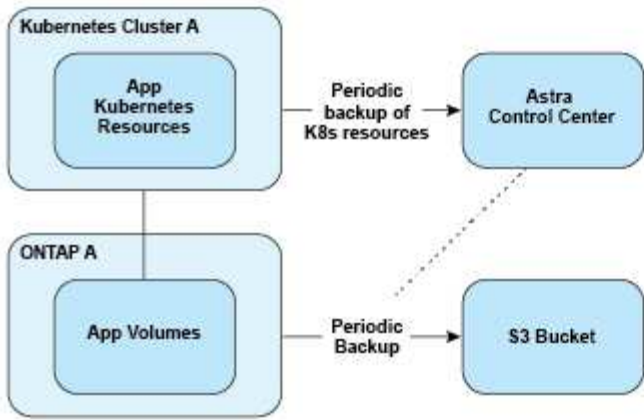 Kubernetes Cluster A
App
Kubernetes
Resources
Periodic
backup of
K8s resources
Astra
Control Center
ONTAP A
App Volumes
Periodic
Backup
S3 Bucket